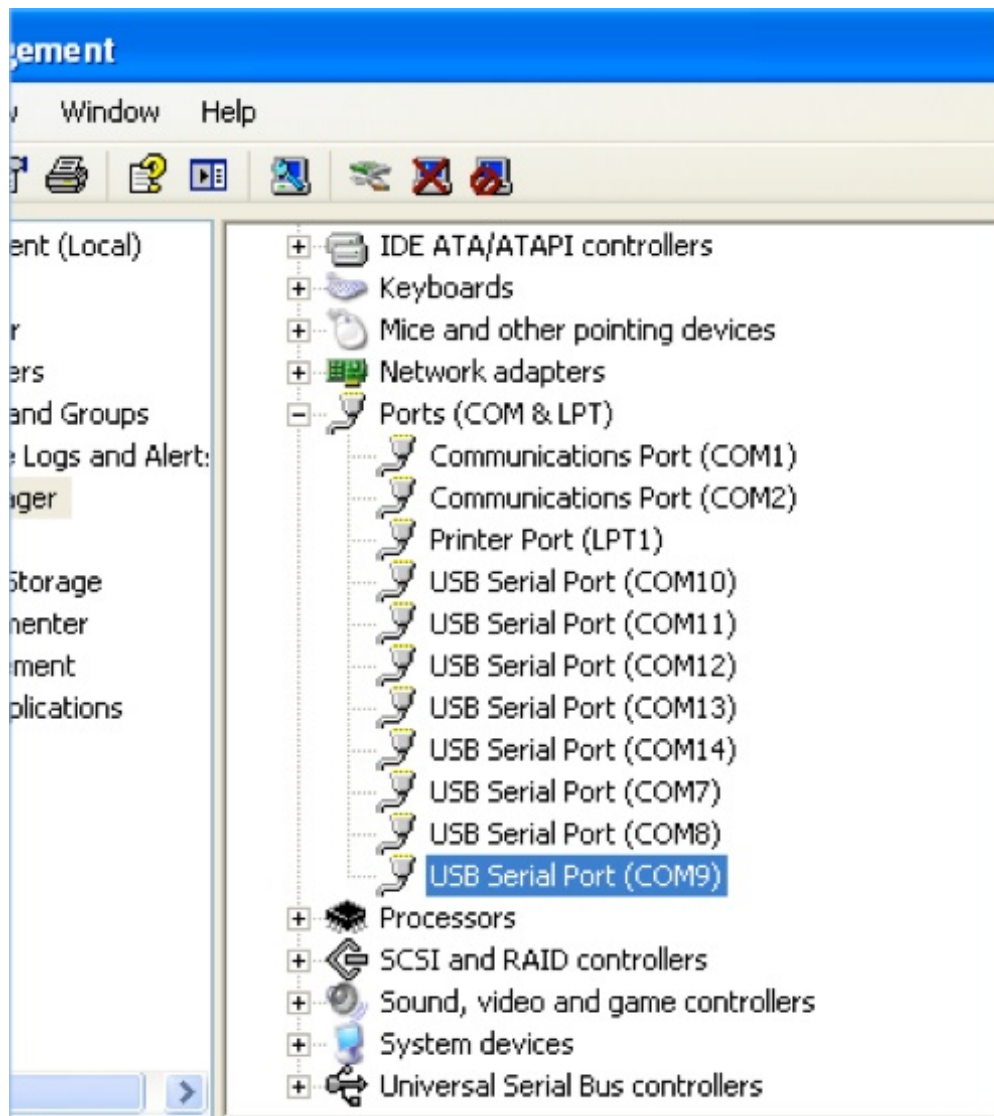 gement
w Window Help
ent (Local)
r
ers
and Groups
e Logs and Alert:
ager
Storage
menter
ement
plications
IDE ATA/ATAPI controllers
Keyboards
Mice and other pointing devices
Network adapters
Ports (COM & LPT)
Communications Port (COM1)
Communications Port (COM2)
Printer Port (LPT1)
USB Serial Port (COM10)
USB Serial Port (COM11)
USB Serial Port (COM12)
USB Serial Port (COM13)
USB Serial Port (COM14)
USB Serial Port (COM7)
USB Serial Port (COM8)
USB Serial Port (COM9)
Processors
SCSI and RAID controllers
Sound, video and game controllers
System devices
Universal Serial Bus controllers